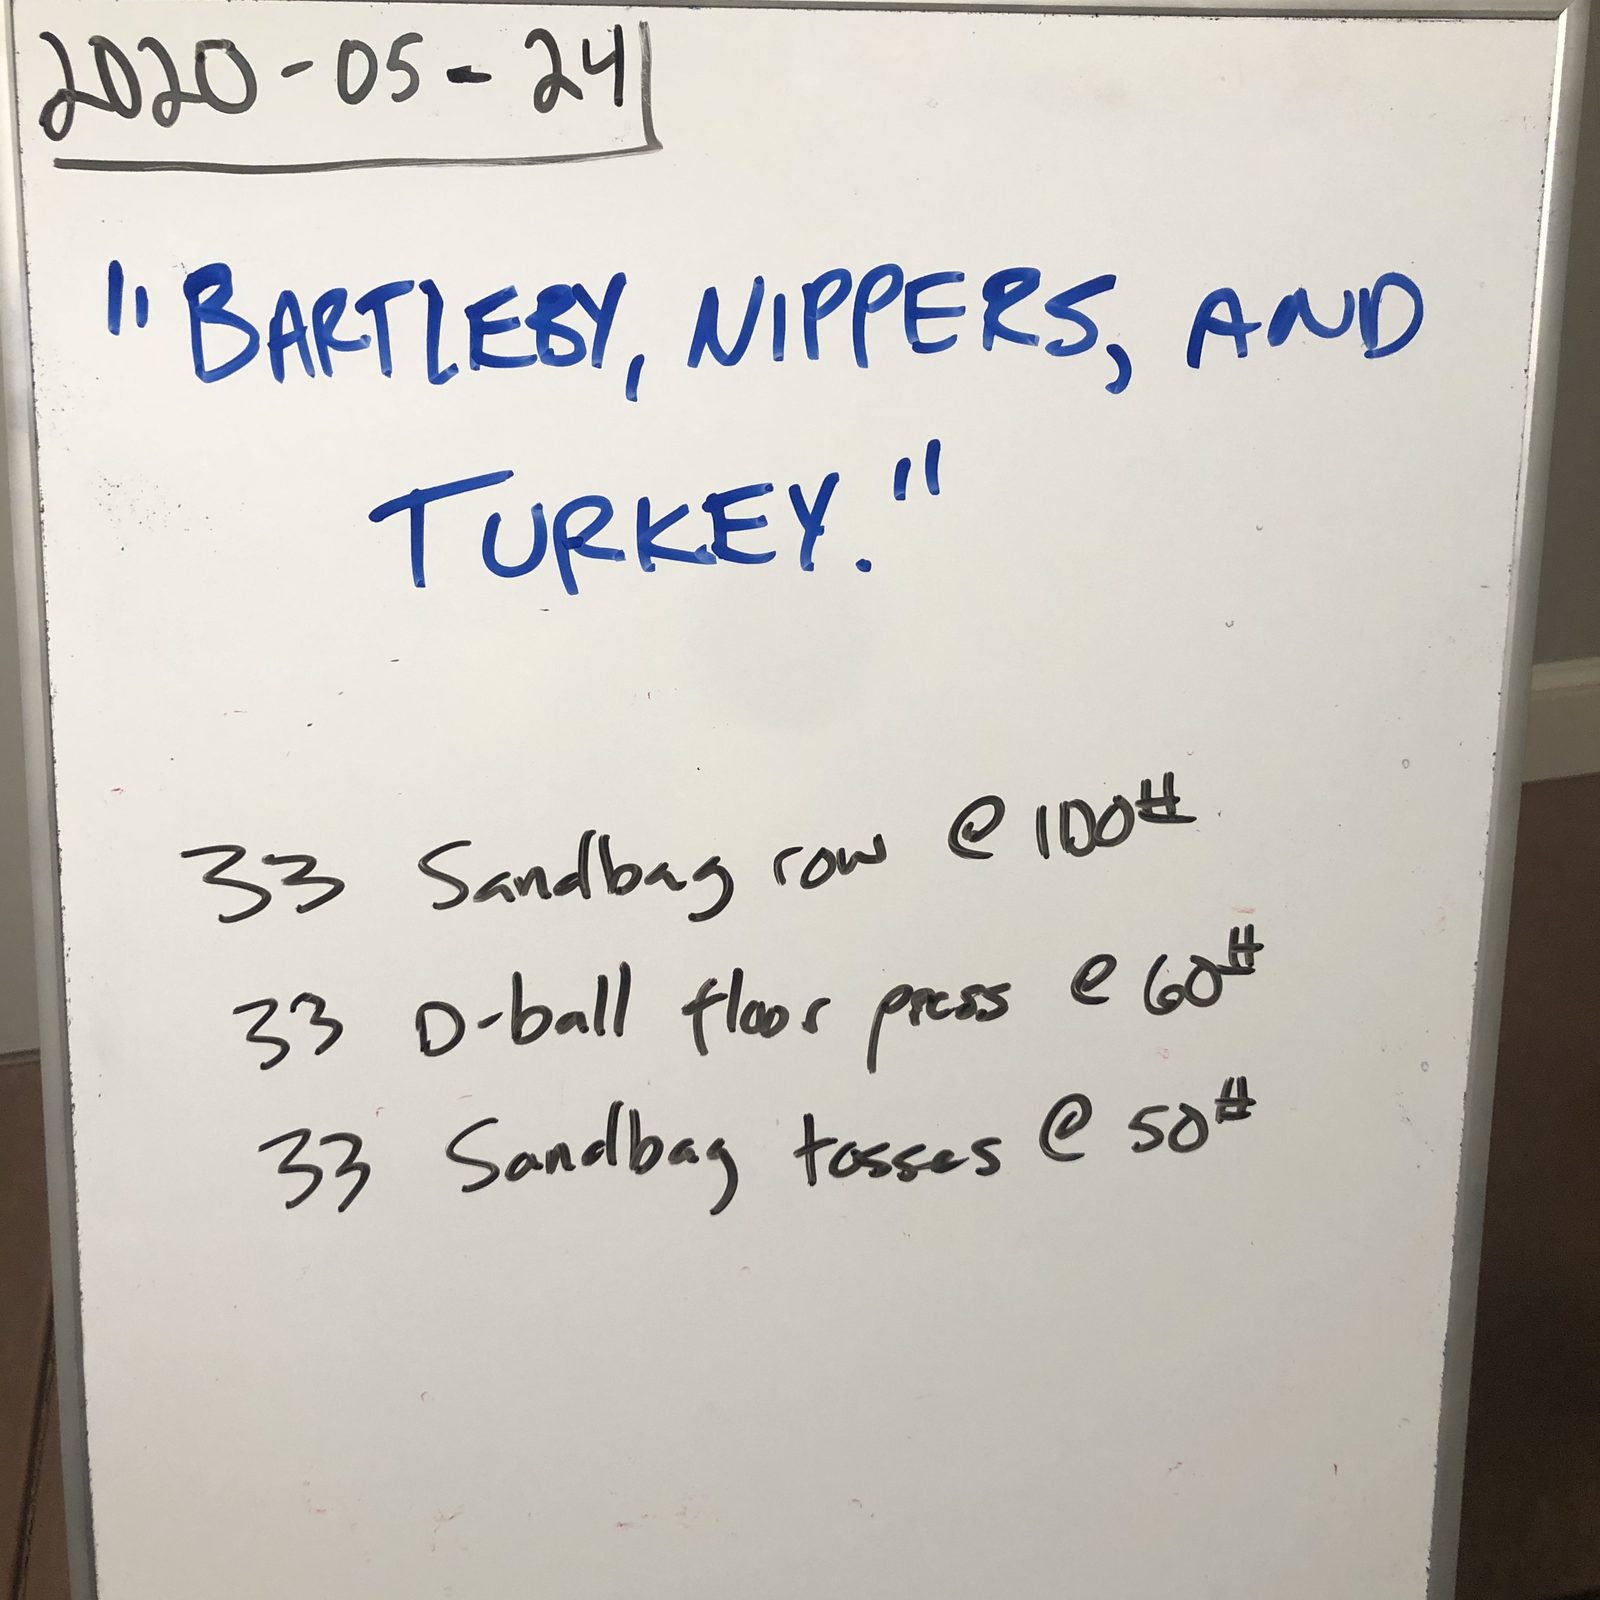 2020-05-24
"BARTLEBY, NIPPERS, AND
TURKEY."
33 Sandbag row @ 100#
33 D-ball floor press @ 60#
33 Sandbag tosses @ 50#